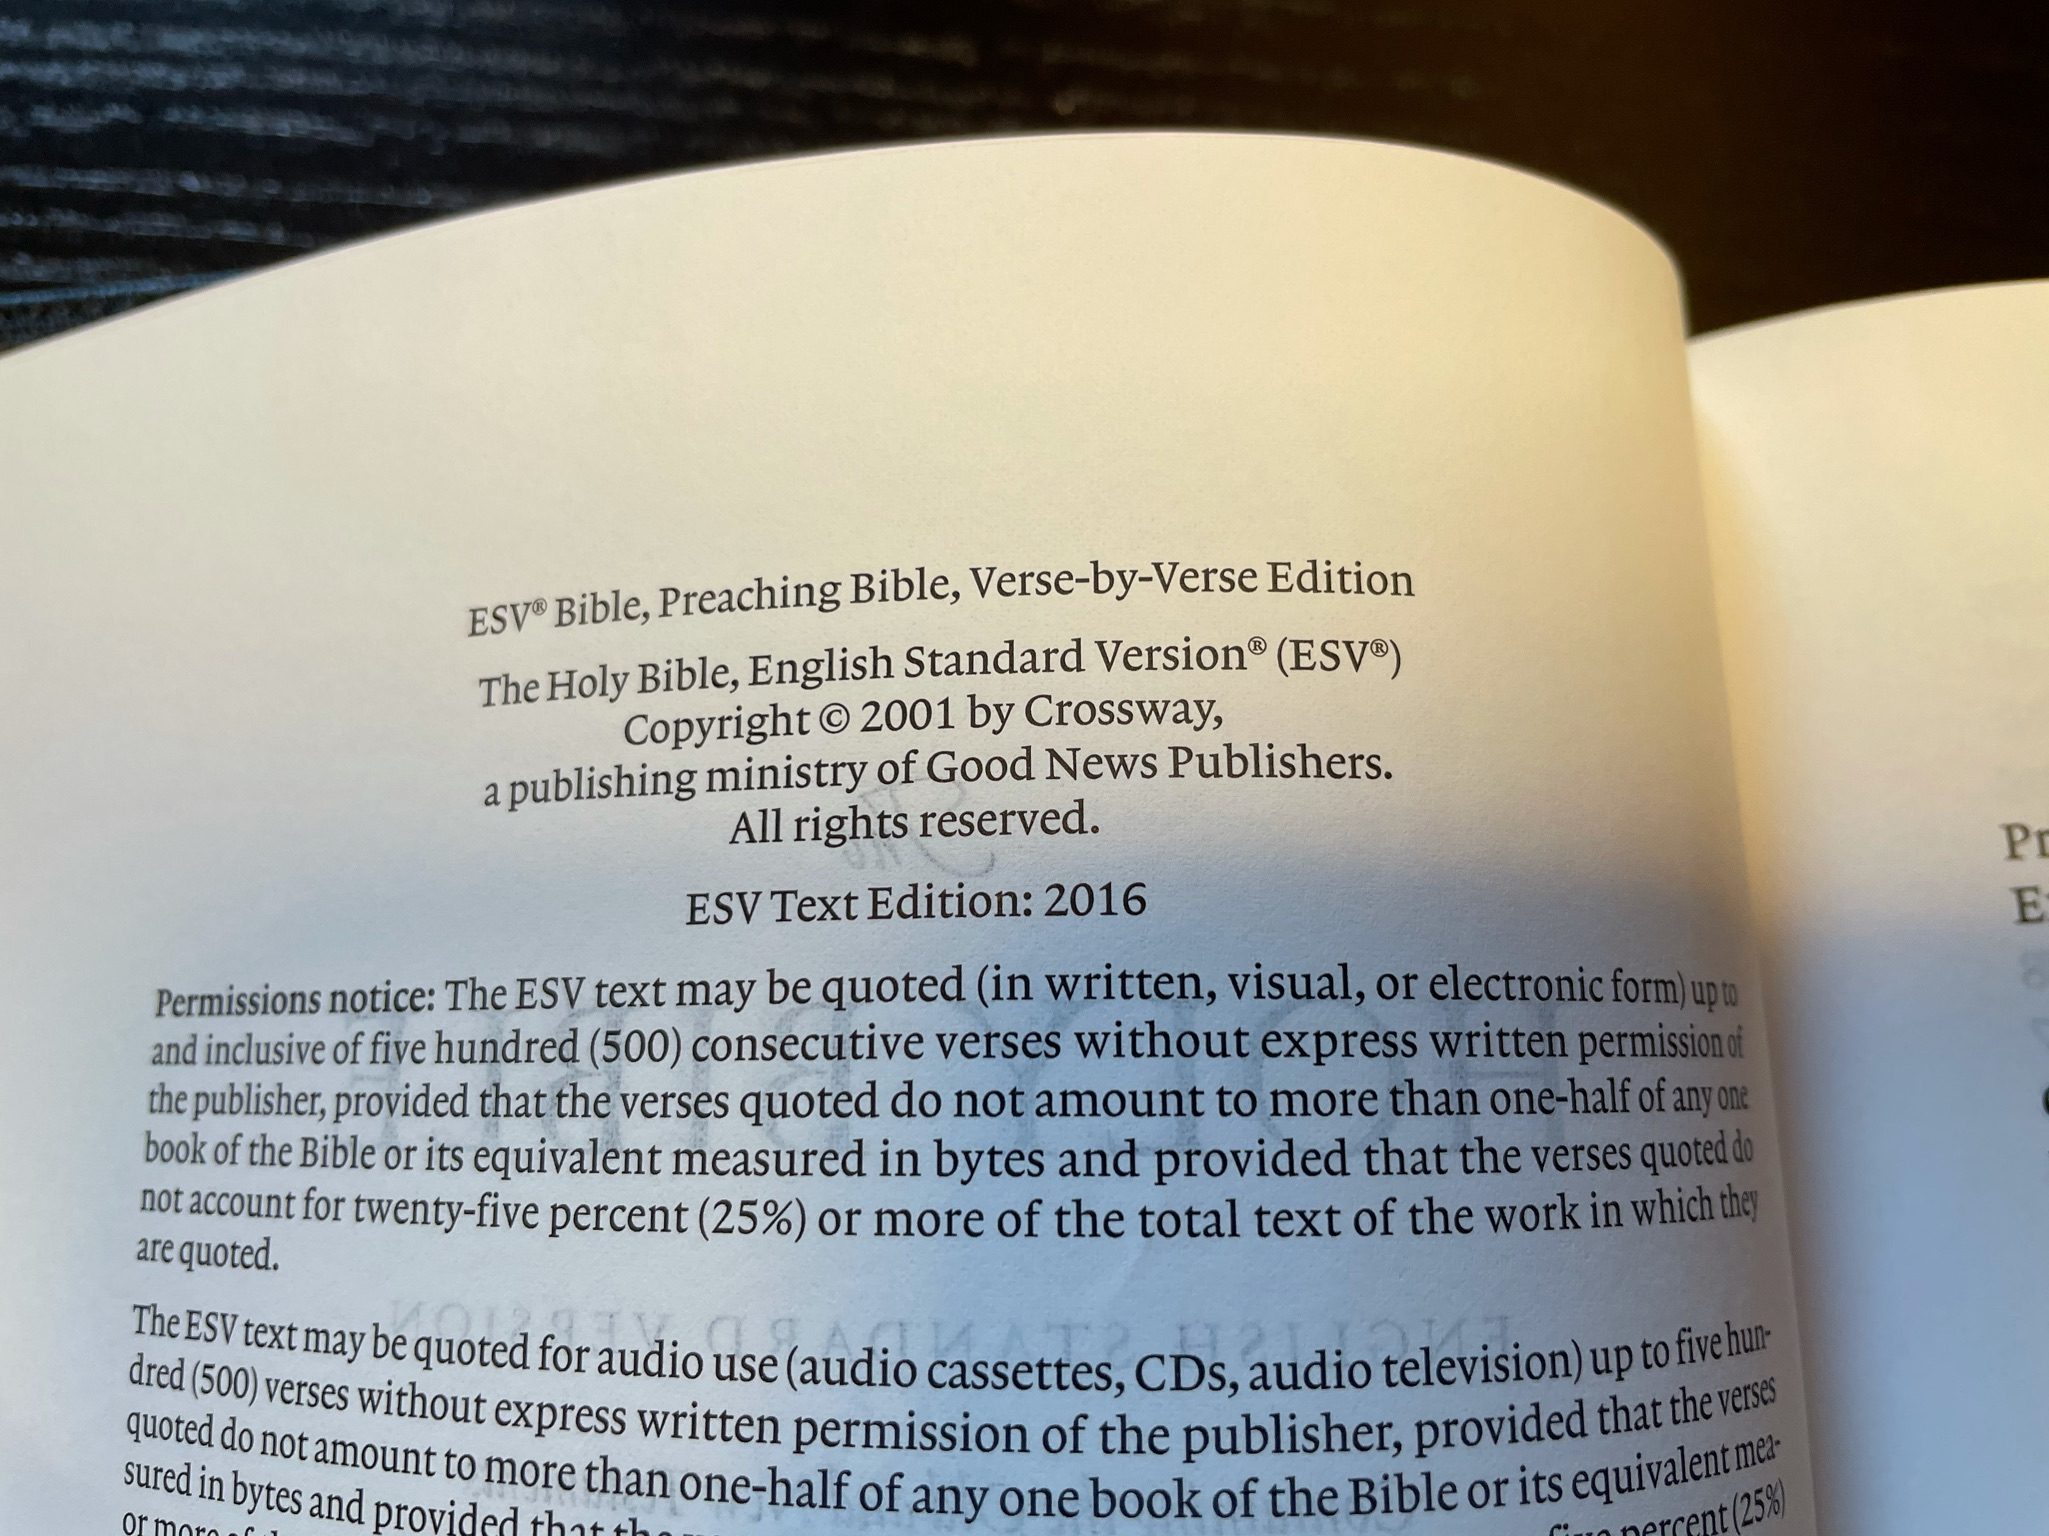 ESV® Bible, Preaching Bible, Verse-by-Verse Edition
The Holy Bible, English Standard Version® (ESV®)
Copyright © 2001 by Crossway,
a publishing ministry of Good News Publishers.
All rights reserved.
ESV Text Edition: 2016
Permissions notice: The ESV text may be quoted (in written, visual, or electronic form) up to
and inclusive of five hundred (500) consecutive verses without express written permission of
the publisher, provided that the verses quoted do not amount to more than one-half of any one
book of the Bible or its equivalent measured in bytes and provided that the verses quoted do
not account for twenty-five percent (25%) or more of the total text of the work in which they
are quoted.
The ESV text may be quoted for audio use (audio cassettes, CDs, audio television) up to five hun-
dred (500) verses without express written permission of the publisher, provided that the verses
quoted do not amount to more than one-half of any one book of the Bible or its equivalent mea-
sured in bytes and provided that the percent (25%)
or more